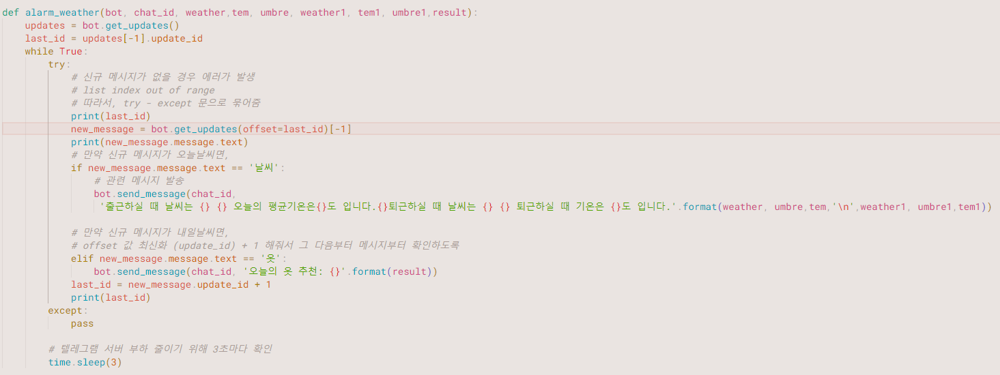 def alarm_weather(bot, chat_id, weather,tem, umbre, weather1, tem1, umbre1,result):
    updates = bot.get_updates()
    last_id = updates[-1].update_id
    while True:
        try:
            # 신규 메시지가 없을 경우 에러가 발생
            # list index out of range
            # 따라서, try - except 문으로 묶어줌
            print(last_id)
            new_message = bot.get_updates(offset=last_id)[-1]
            print(new_message.message.text)
            # 만약 신규 메시지가 오늘날씨면,
            if new_message.message.text == '날씨':
                # 관련 메시지 발송
                bot.send_message(chat_id,
                 '출근하실 때 날씨는 {} {} 오늘의 평균기온은{}도 입니다.{}퇴근하실 때 날씨는 {} {} 퇴근하실 때 기온은 {}도 입니다.'.format(weather, umbre,tem,'\n',weather1, umbre1,tem1))
            # 만약 신규 메시지가 내일날씨면,
            # offset 값 최신화 (update_id) + 1 해줘서 그 다음부터 메시지부터 확인하도록
            elif new_message.message.text == '옷':
                bot.send_message(chat_id, '오늘의 옷 추천: {}'.format(result))
            last_id = new_message.update_id + 1
            print(last_id)
        except:
            pass
        # 텔레그램 서버 부하 줄이기 위해 3초마다 확인
        time.sleep(3)